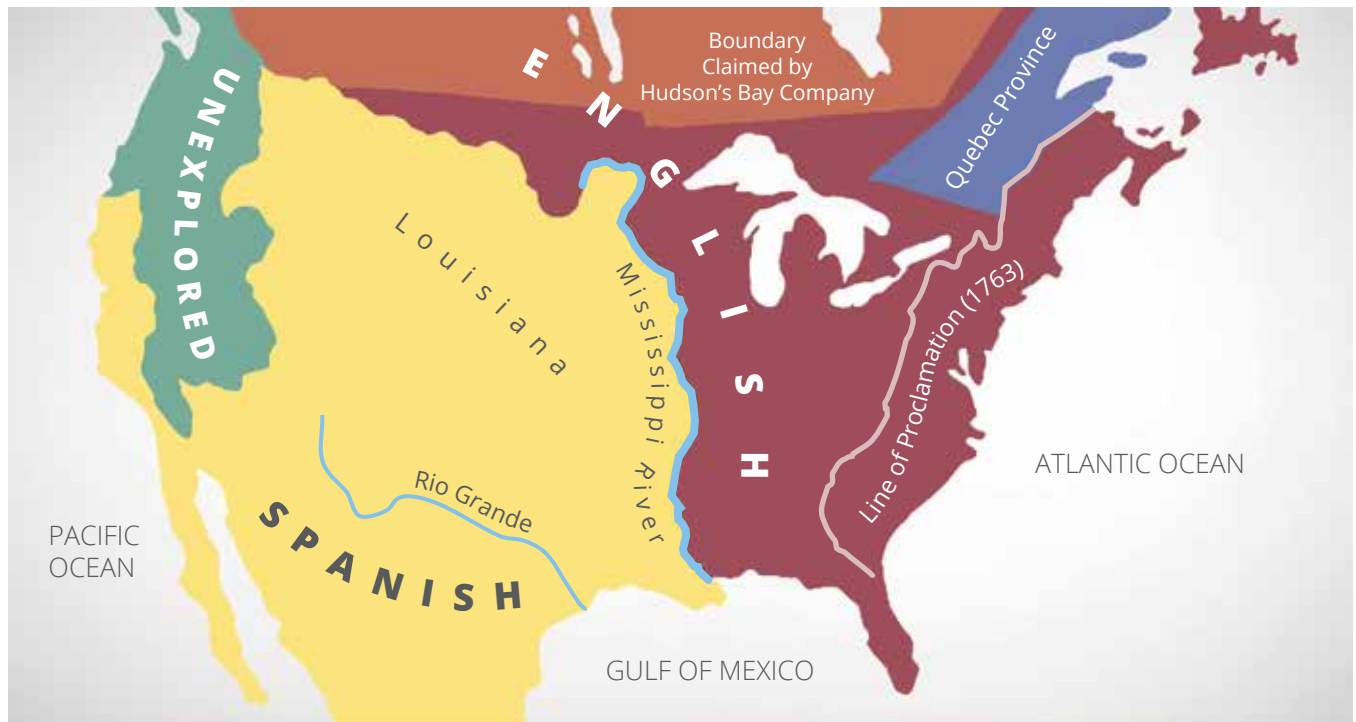 UNEXPLORED
ENGLISH
Boundary
Claimed by
Hudson's Bay Company
Quebec Province
Louisiana
Mississippi River
Line of Proclamation (1763)
Rio Grande
SPANISH
PACIFIC
OCEAN
ATLANTIC OCEAN
GULF OF MEXICO